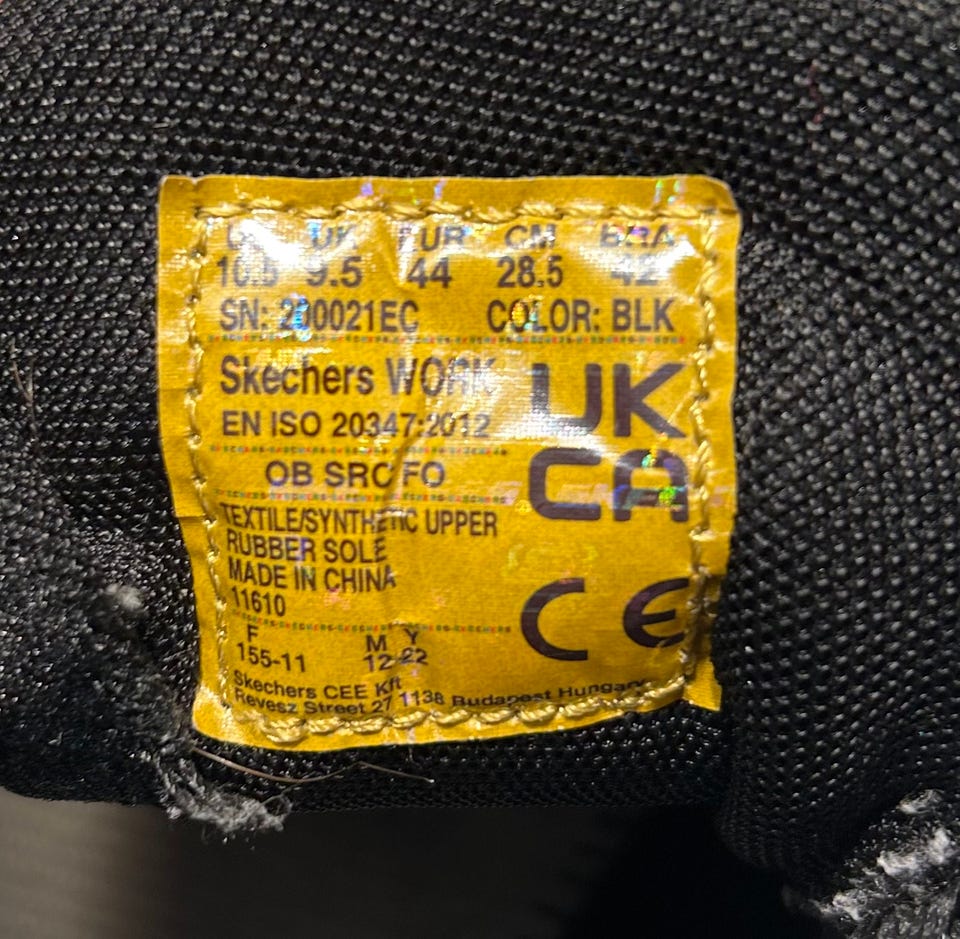 US UK EUR CM BRA
10.5 9.5 44 28.5 42
SN: 200021EC COLOR: BLK
Skechers WORK
EN ISO 20347:2012
OB SRC FO
UK
CA
TEXTILE/SYNTHETIC UPPER
RUBBER SOLE
MADE IN CHINA
11610
CE
F M Y
155-11 12-22
Skechers CEE Kft
Revesz Street 27 1138 Budapest Hungary